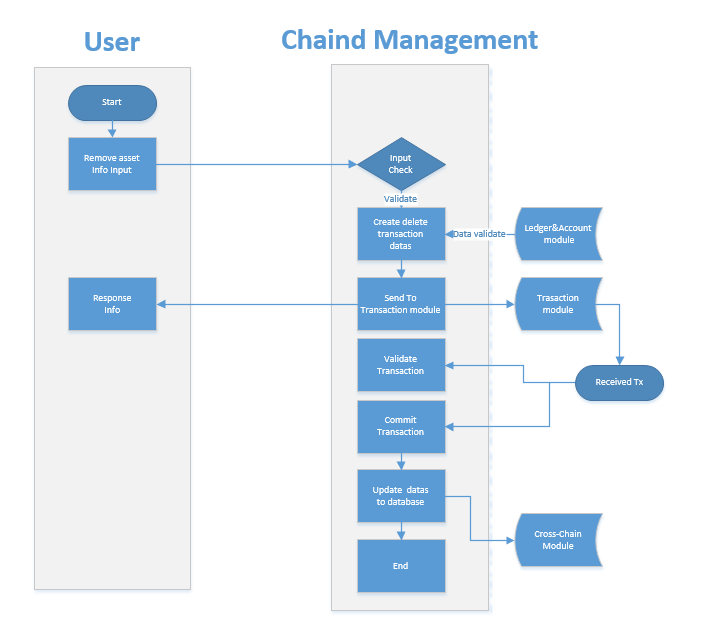 User
Chaind Management
Start
Remove asset
Info Input
Input
Check
Validate
Create delete
transaction
datas
Data validate
Ledger&Account
module
Response
Info
Send To
Transaction module
Trasaction
module
Validate
Transaction
Received Tx
Commit
Transaction
Update  datas
to database
Cross-Chain
Module
End